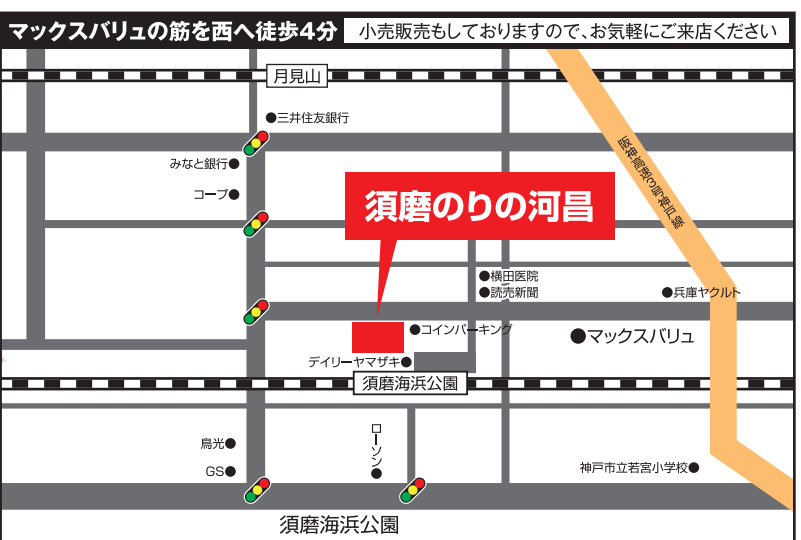 マックスバリュの筋を西へ徒歩4分
小売販売もしておりますので、お気軽にご来店ください
月見山
三井住友銀行
みなと銀行
コープ
阪神高速3号神戸線
須磨のりの河昌
横田医院
読売新聞
兵庫ヤクルト
コインパーキング
マックスバリュ
デイリーヤマザキ
須磨海浜公園
鳥光
ローソン
GS
神戸市立若宮小学校
須磨海浜公園